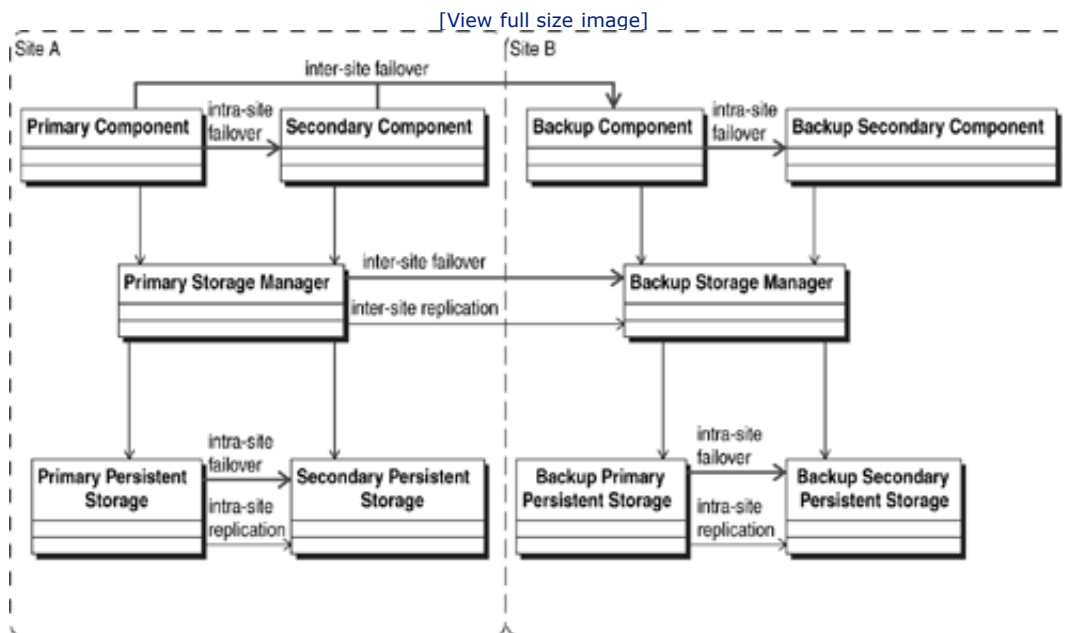 [View full size image]
Site A
Site B
inter-site failover
Primary Component
intra-site
failover
Secondary Component
Backup Component
intra-site
failover
Backup Secondary Component
Primary Storage Manager
inter-site failover
inter-site replication
Backup Storage Manager
Primary Persistent
Storage
intra-site
failover
intra-site
replication
Secondary Persistent
Storage
Backup Primary
Persistent Storage
intra-site
failover
intra-site
replication
Backup Secondary
Persistent Storage